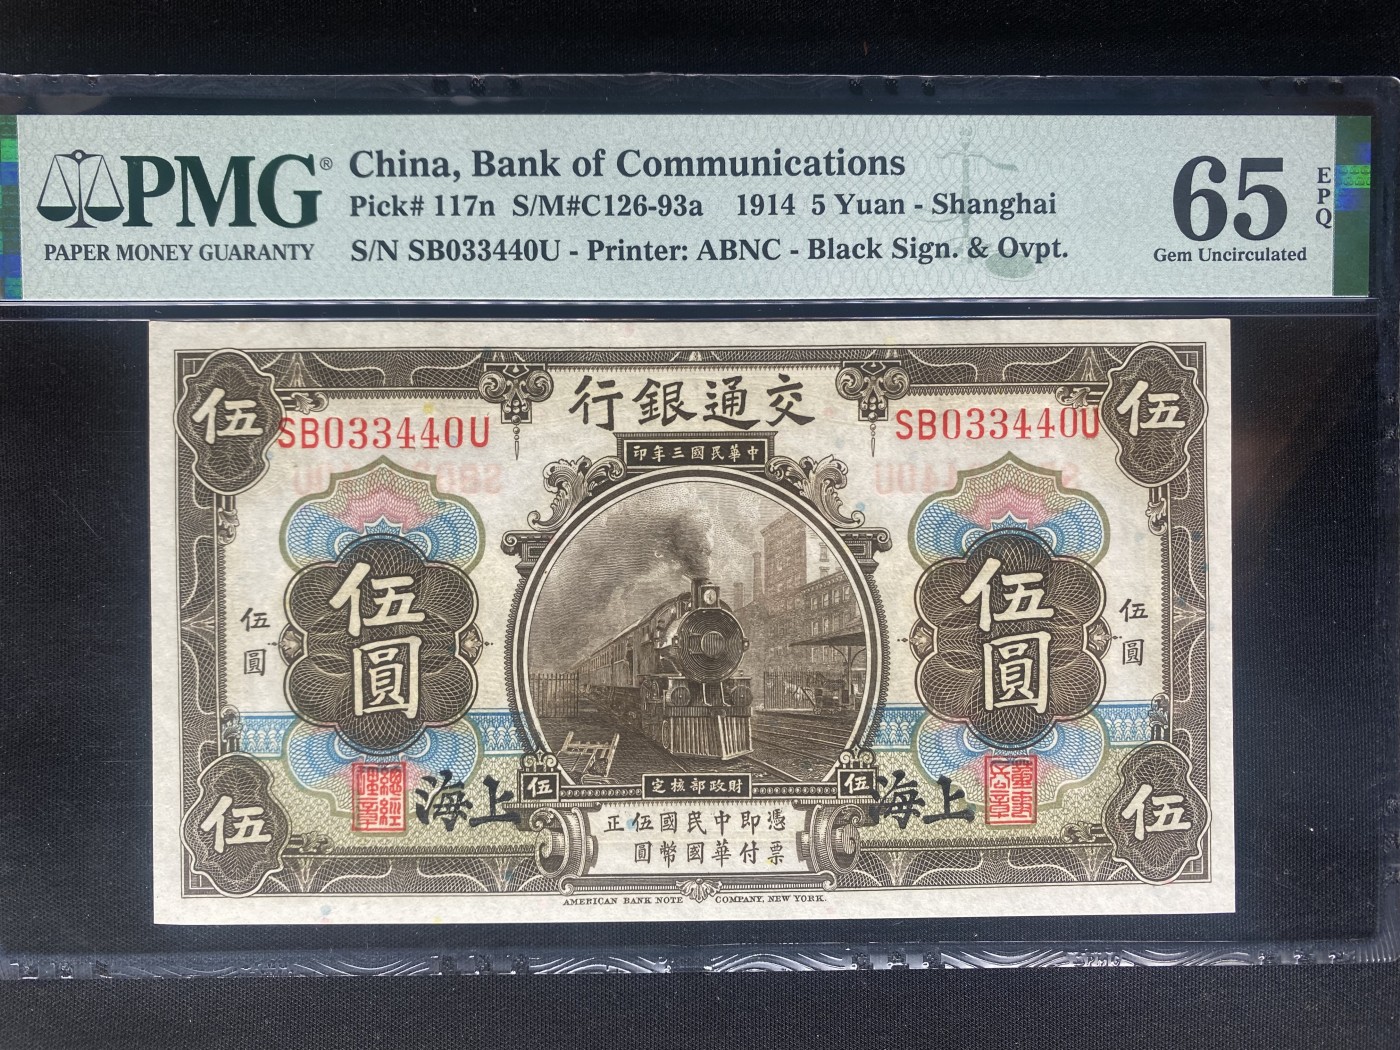 PMG®
PAPER MONEY GUARANTY
China, Bank of Communications
Pick# 117n S/M#C126-93a 1914 5 Yuan - Shanghai
S/N SB033440U - Printer: ABNC - Black Sign. & Ovpt.
65
EPQ
Gem Uncirculated
伍
交通銀行
伍
SB033440U
SB033440U
中華民國三年印
伍圓
伍圓
伍圓
伍圓
總經理章
上海
伍
財政部核定
伍
上海
伍
憑票即付中華民國國幣伍圓正
伍
AMERICAN BANK NOTE COMPANY, NEW YORK.